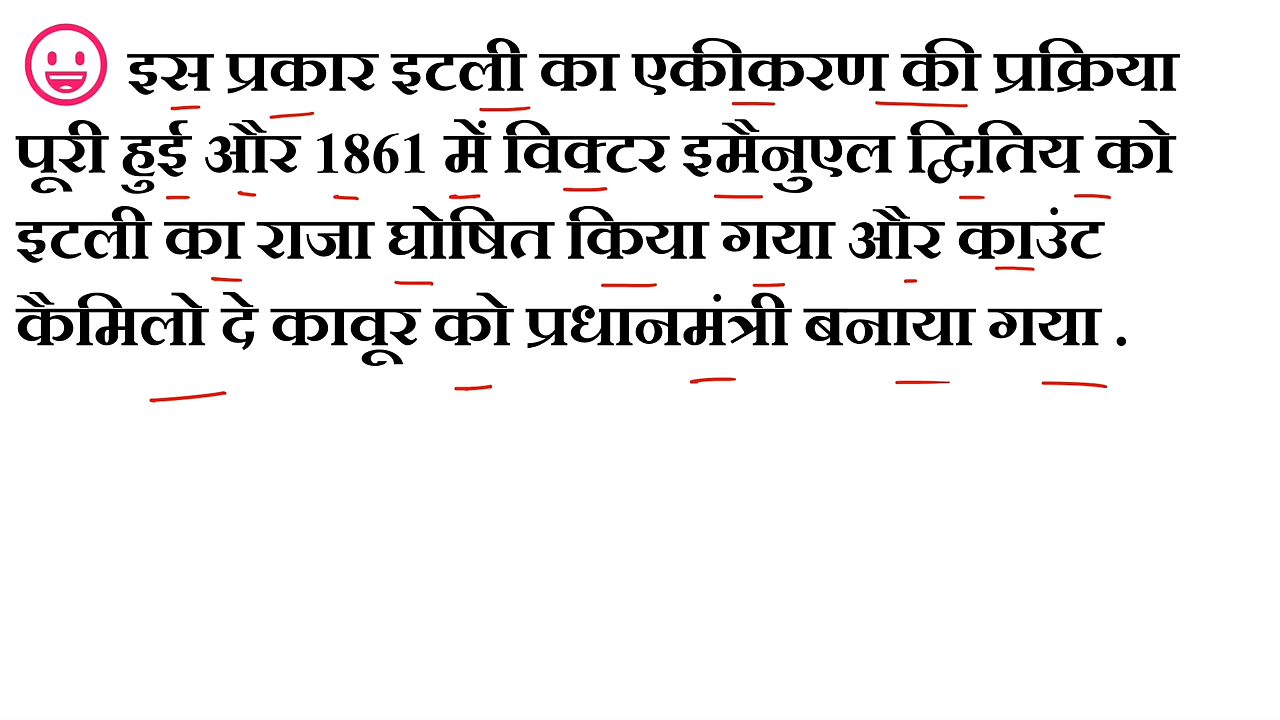 इस प्रकार इटली का एकीकरण की प्रक्रिया
पूरी हुई और 1861 में विक्टर इमैनुएल द्वितिय को
इटली का राजा घोषित किया गया और काउंट
कैमिलो दे कावूर को प्रधानमंत्री बनाया गया .